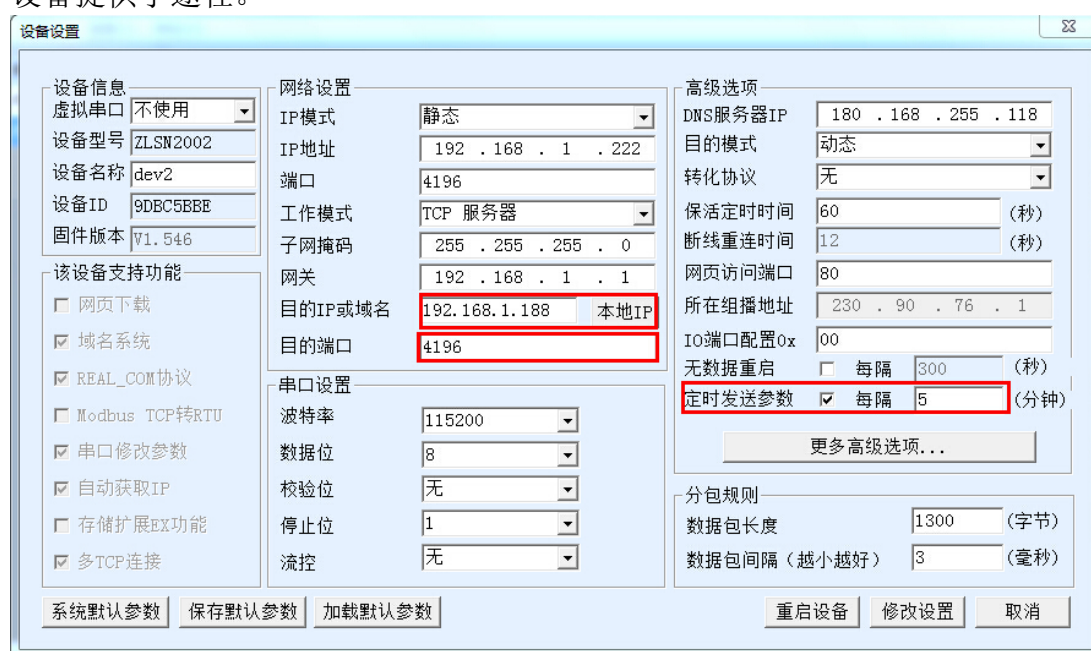 设备设置
设备信息
虚拟串口 不使用
设备型号 ZLSN2002
设备名称 dev2
设备ID 9DBC5BBE
固件版本 V1.546
该设备支持功能
网页下载
域名系统
REAL_COM协议
Modbus TCP转RTU
串口修改参数
自动获取IP
存储扩展EX功能
多TCP连接
网络设置
IP模式 静态
IP地址 192 . 168 . 1 . 222
端口 4196
工作模式 TCP 服务器
子网掩码 255 . 255 . 255 . 0
网关 192 . 168 . 1 . 1
目的IP或域名 192.168.1.188 本地IP
目的端口 4196
串口设置
波特率 115200
数据位 8
校验位 无
停止位 1
流控 无
高级选项
DNS服务器IP 180 . 168 . 255 . 118
目的模式 动态
转化协议 无
保活定时时间 60 (秒)
断线重连时间 12 (秒)
网页访问端口 80
所在组播地址 230 . 90 . 76 . 1
IO端口配置0x 00
无数据重启 每隔 300 (秒)
定时发送参数 每隔 5 (分钟)
更多高级选项...
分包规则
数据包长度 1300 (字节)
数据包间隔（越小越好） 3 (毫秒)
系统默认参数 保存默认参数 加载默认参数 重启设备 修改设置 取消